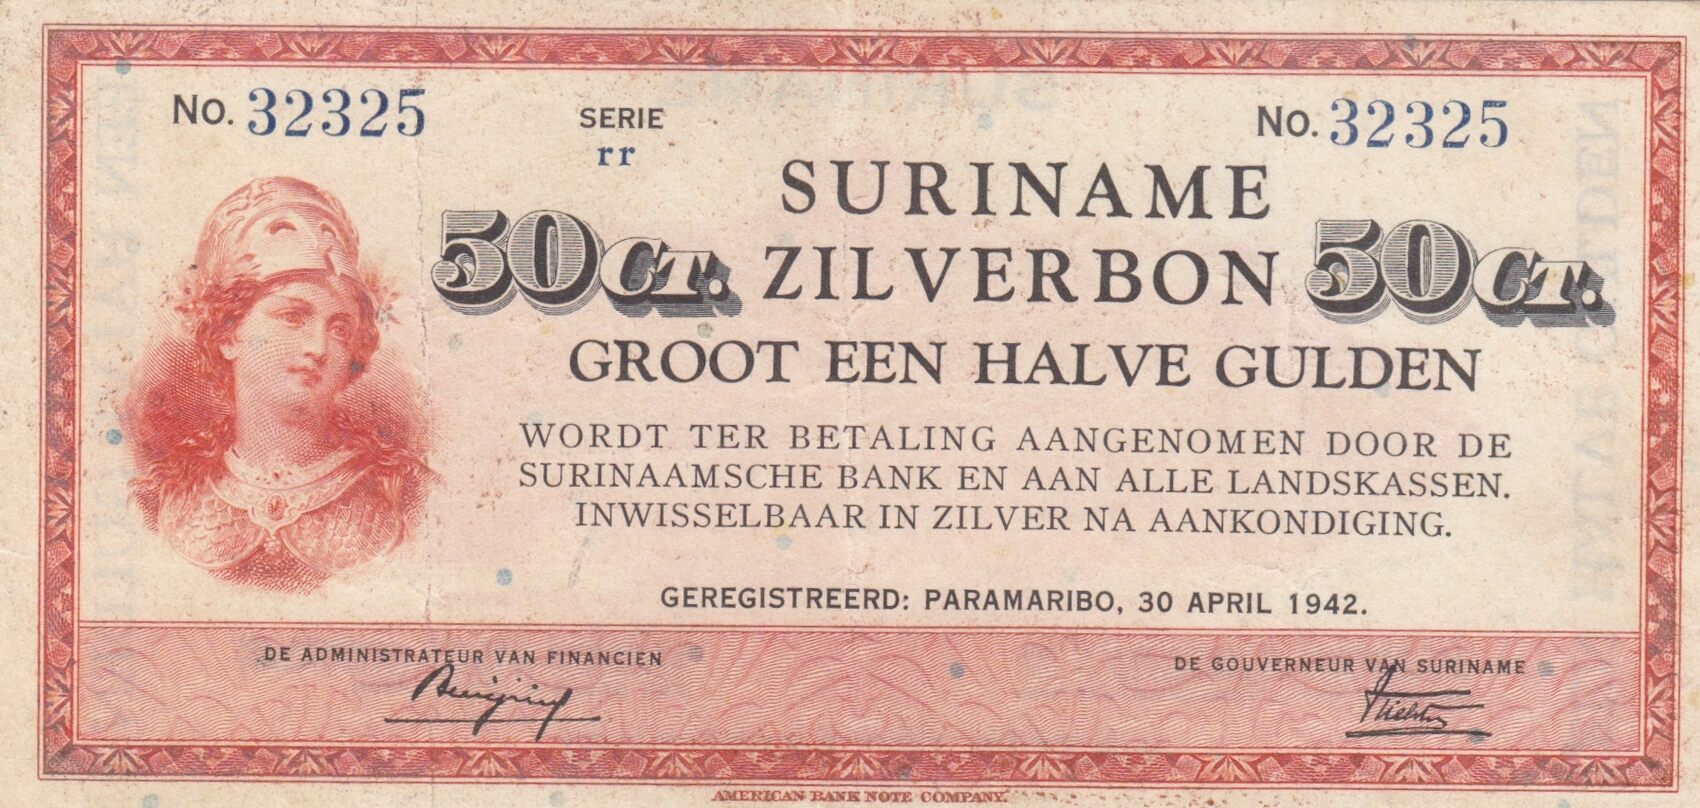 No. 32325
SERIE
rr
No. 32325
SURINAME
50 CT. ZILVERBON 50 CT.
GROOT EEN HALVE GULDEN
WORDT TER BETALING AANGENOMEN DOOR DE
SURINAAMSCHE BANK EN AAN ALLE LANDSKASSEN.
INWISSELBAAR IN ZILVER NA AANKONDIGING.
GEREGISTREERD: PARAMARIBO, 30 APRIL 1942.
DE ADMINISTRATEUR VAN FINANCIEN
DE GOUVERNEUR VAN SURINAME
AMERICAN BANK NOTE COMPANY.